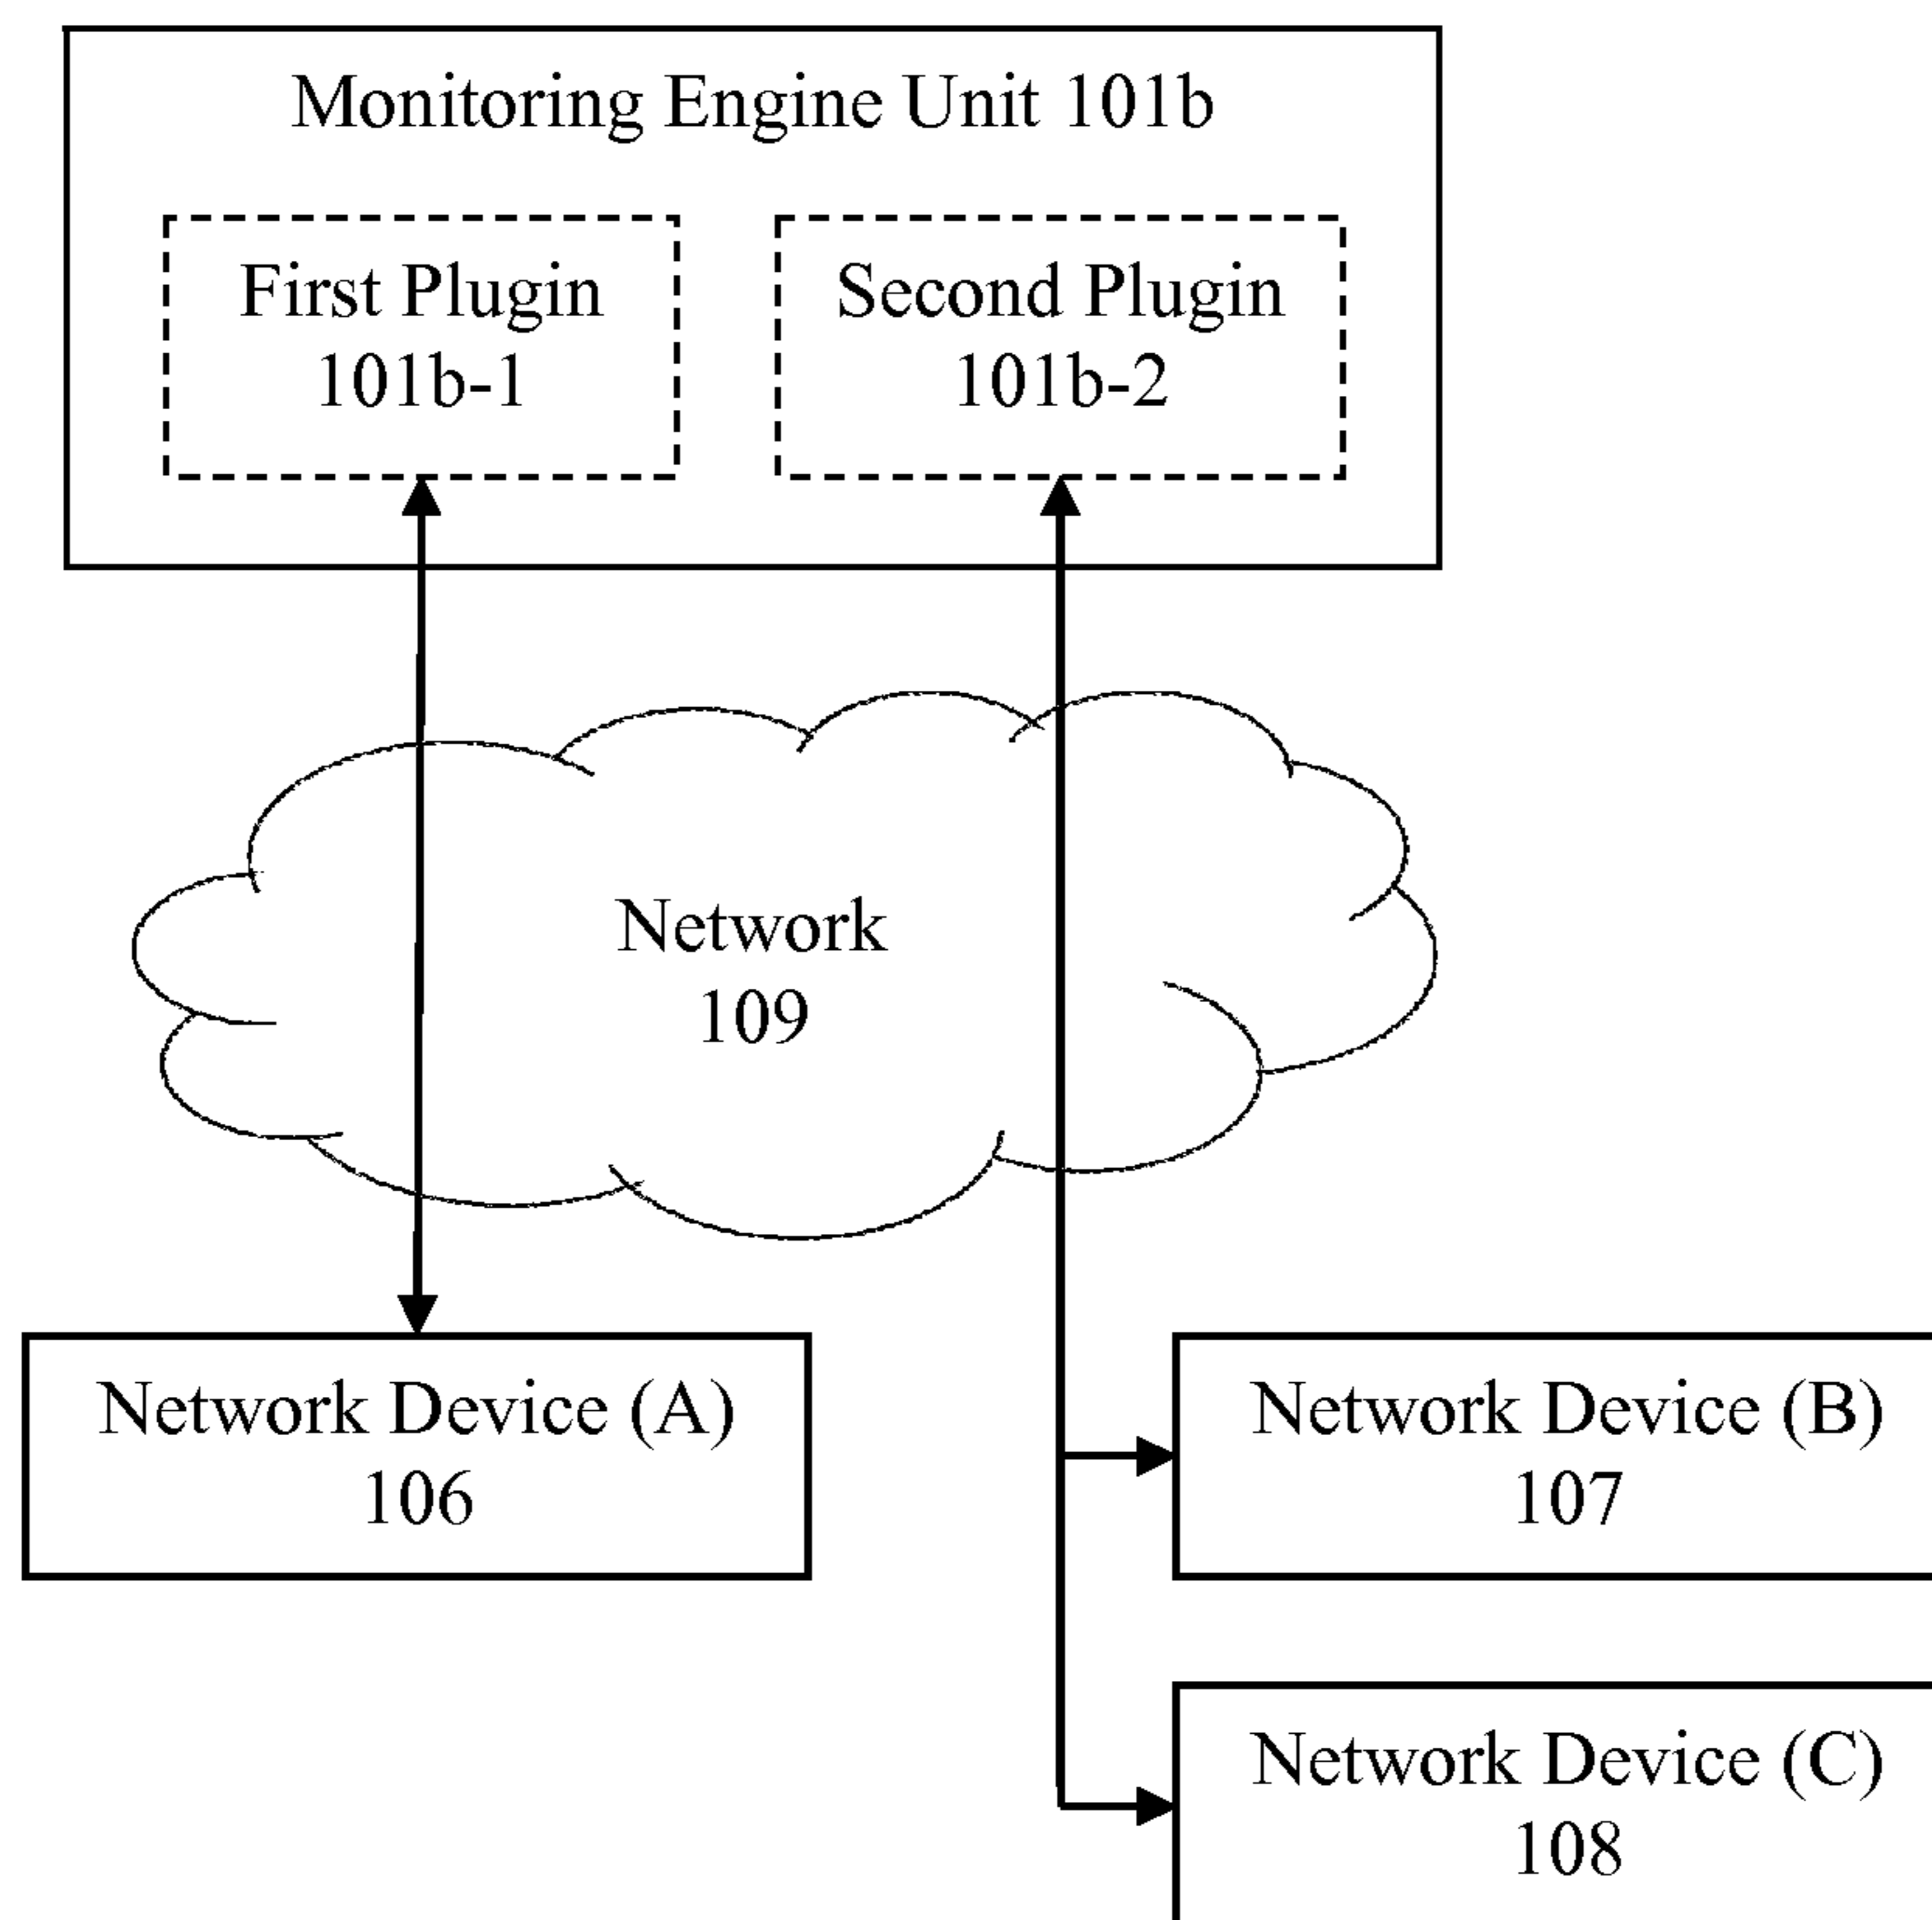 Monitoring Engine Unit 101b
First Plugin
101b-1
Second Plugin
101b-2
Network
109
Network Device (A)
106
Network Device (B)
107
Network Device (C)
108